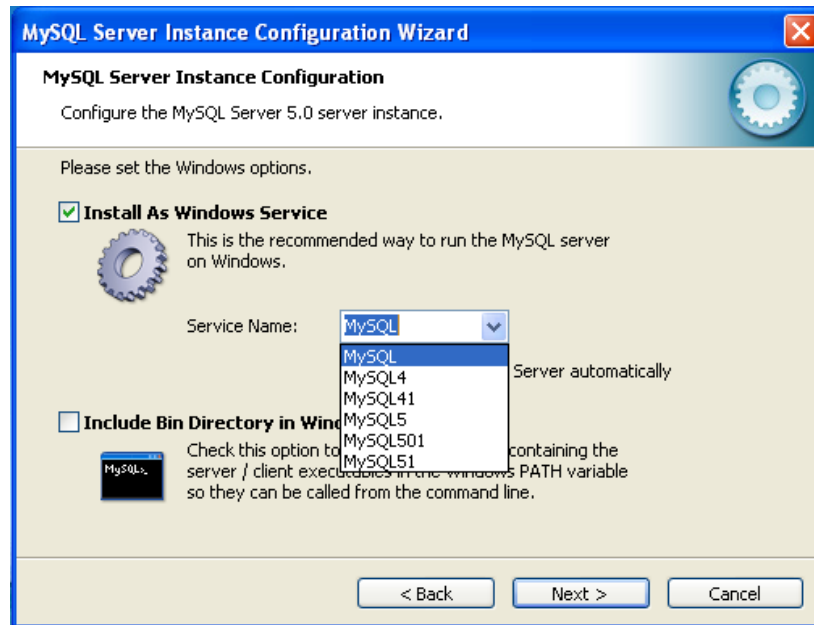 MySQL Server Instance Configuration Wizard
MySQL Server Instance Configuration
Configure the MySQL Server 5.0 server instance.
Please set the Windows options.
Install As Windows Service
This is the recommended way to run the MySQL server
on Windows.
Service Name: MySQL
MySQL
MySQL4
Server automatically
MySQL41
MySQL5
Include Bin Directory in
MySQL501
Check this option to containing the
MySQL51
server / client executables in the Windows PATH variable
MySQL>_
so they can be called from the command line.
< Back Next > Cancel